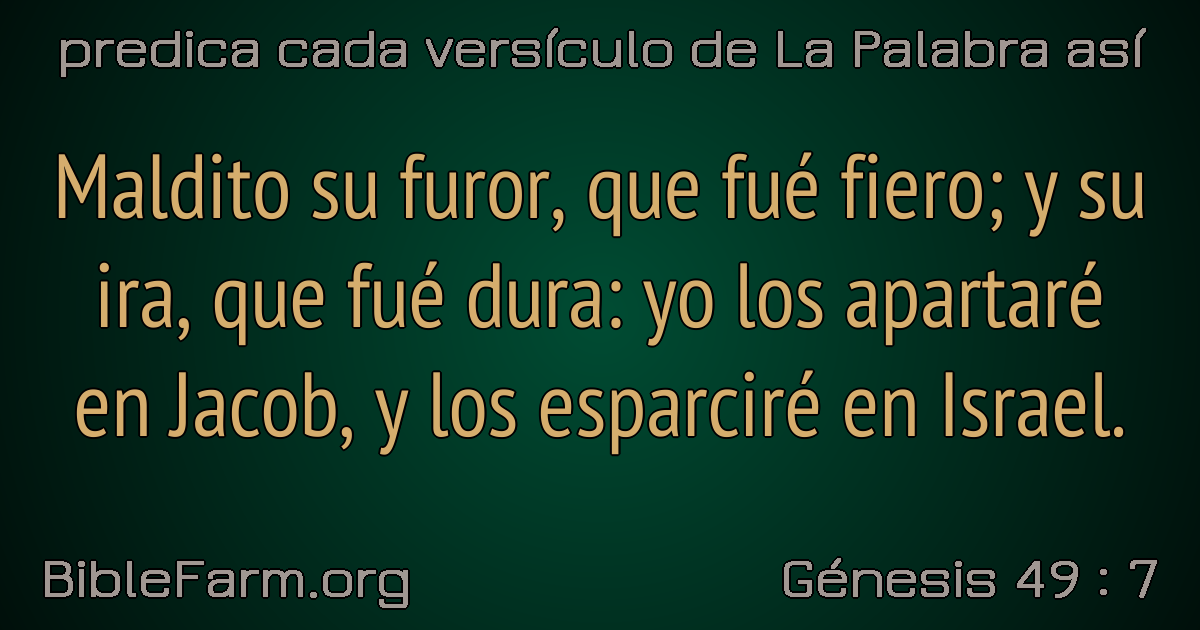 predica cada versículo de La Palabra así
Maldito su furor, que fué fiero; y su
ira, que fué dura: yo los apartaré
en Jacob, y los esparciré en Israel.
BibleFarm.org
Génesis 49 : 7